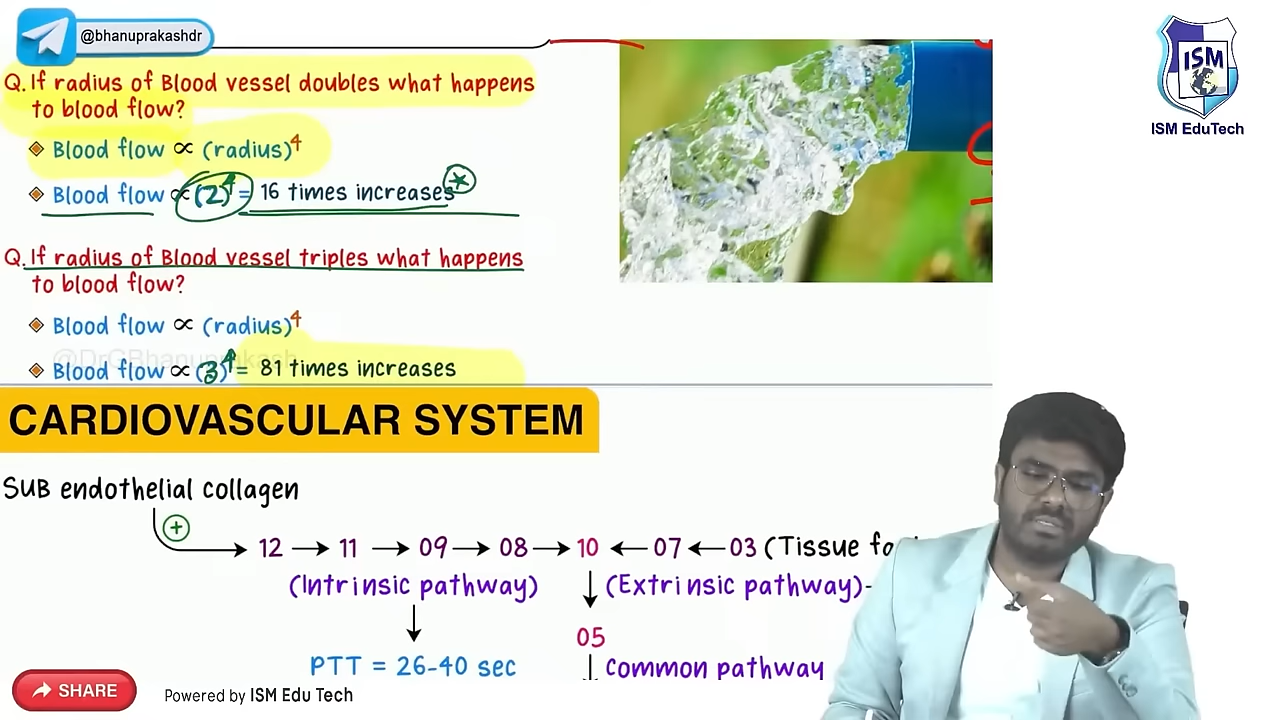 @bhanuprakashdr
ISM
ISM EduTech
Q. If radius of Blood vessel doubles what happens
to blood flow?
Blood flow ∝ (radius)⁴
Blood flow ∝ (2)⁴ = 16 times increases
Q. If radius of Blood vessel triples what happens
to blood flow?
Blood flow ∝ (radius)⁴
@DrGBhanuprakash
Blood flow ∝ (3)⁴ = 81 times increases
CARDIOVASCULAR SYSTEM
SUB endothelial collagen
+
12 → 11 → 09 → 08 → 10 ← 07 ← 03 (Tissue
(Intrinsic pathway) ↓ (Extrinsic pathway)-
↓ 05
PTT = 26-40 sec ↓ Common pathway
SHARE
Powered by ISM Edu Tech